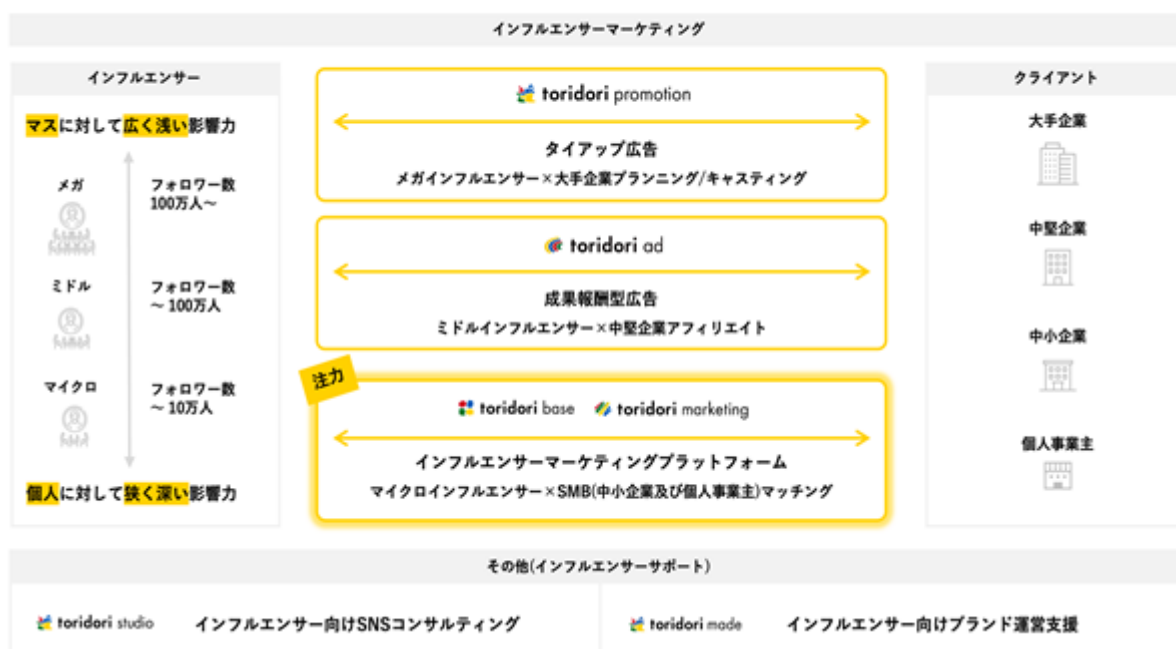 インフルエンサーマーケティング
インフルエンサー
マスに対して広く浅い影響力
メガ
フォロワー数
100万人～
ミドル
フォロワー数
～100万人
マイクロ
フォロワー数
～10万人
個人に対して狭く深い影響力
toridori promotion
タイアップ広告
メガインフルエンサー×大手企業プランニング/キャスティング
toridori ad
成果報酬型広告
ミドルインフルエンサー×中堅企業アフィリエイト
注力
toridori base toridori marketing
インフルエンサーマーケティングプラットフォーム
マイクロインフルエンサー×SMB(中小企業及び個人事業主)マッチング
クライアント
大手企業
中堅企業
中小企業
個人事業主
その他(インフルエンサーサポート)
toridori studio インフルエンサー向けSNSコンサルティング
toridori made インフルエンサー向けブランド運営支援